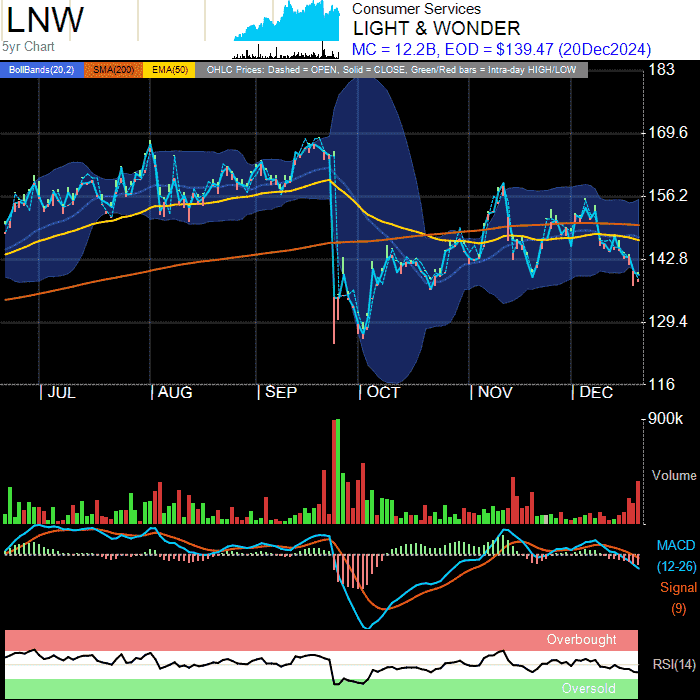 LNW
5yr Chart
Consumer Services
LIGHT & WONDER
MC = 12.2B, EOD = $139.47 (20Dec2024)
BollBands(20,2) SMA(200) EMA(50) OHLC Prices: Dashed = OPEN, Solid = CLOSE, Green/Red bars = Intra-day HIGH/LOW
183
169.6
156.2
142.8
129.4
116
JUL AUG SEP OCT NOV DEC
900k
Volume
MACD
(12-26)
Signal
(9)
Overbought
RSI(14)
Oversold